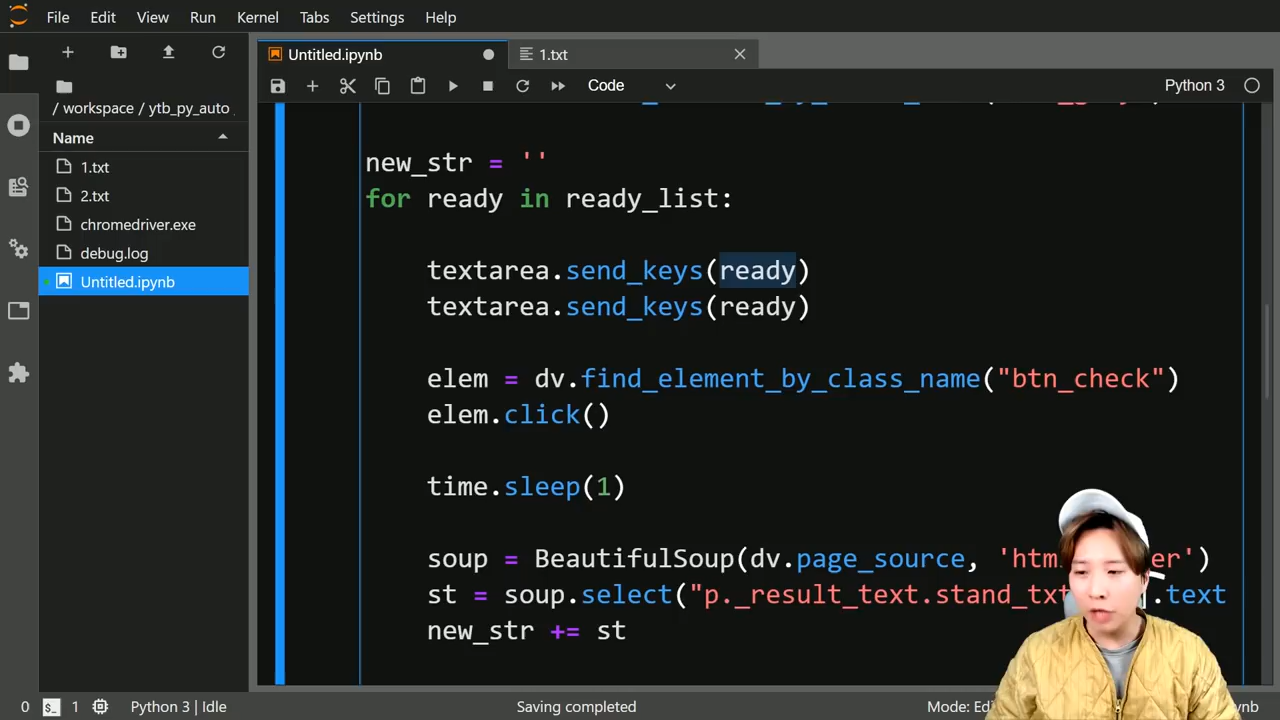 File Edit View Run Kernel Tabs Settings Help
Untitled.ipynb
1.txt
Code
Python 3
/ workspace / ytb_py_auto
Name
1.txt
2.txt
chromedriver.exe
debug.log
Untitled.ipynb
new_str = ''
for ready in ready_list:
textarea.send_keys(ready)
textarea.send_keys(ready)
elem = dv.find_element_by_class_name("btn_check")
elem.click()
time.sleep(1)
soup = BeautifulSoup(dv.page_source, 'htm er')
st = soup.select("p._result_text.stand_txt .text
new_str += st
0 1 Python 3 | Idle Saving completed Mode: Ed nb